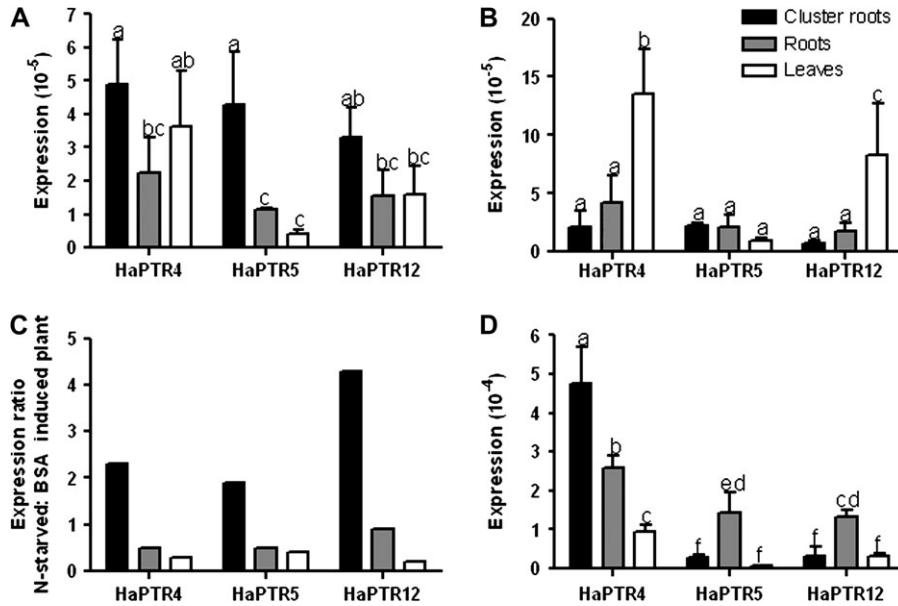 A
Expression (10-5)
7
6
5
4
3
2
1
0
a
bc
ab
a
c
c
ab
bc
bc
HaPTR4 HaPTR5 HaPTR12
B
Expression (10-5)
20
15
10
5
0
a
a
b
a
a
a
a
a
c
HaPTR4 HaPTR5 HaPTR12
Cluster roots
Roots
Leaves
C
Expression ratio
N-starved: BSA induced plant
5
4
3
2
1
0
HaPTR4 HaPTR5 HaPTR12
D
Expression (10-4)
6
5
4
3
2
1
0
a
b
c
f
ed
f
f
cd
f
HaPTR4 HaPTR5 HaPTR12